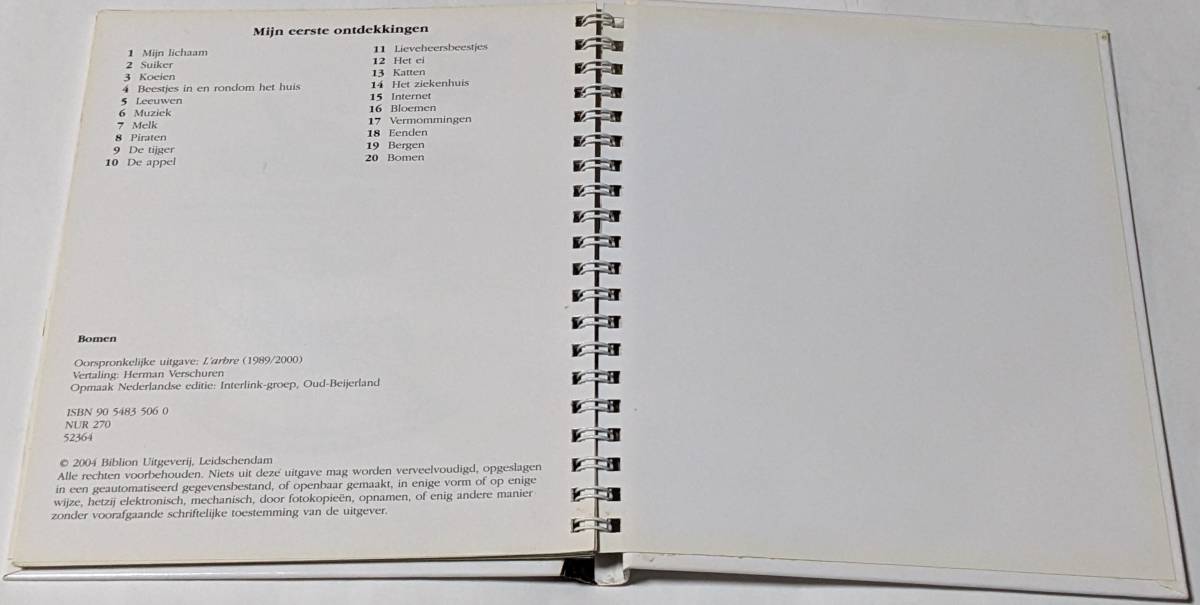 Mijn eerste ontdekkingen
1 Mijn lichaam
2 Suiker
3 Koeien
4 Beestjes in en rondom het huis
5 Leeuwen
6 Muziek
7 Melk
8 Piraten
9 De tijger
10 De appel
11 Lieveheersbeestjes
12 Het ei
13 Katten
14 Het ziekenhuis
15 Internet
16 Bloemen
17 Vermommingen
18 Eenden
19 Bergen
20 Bomen
Bomen
Oorspronkelijke uitgave: L'arbre (1989/2000)
Vertaling: Herman Verschuren
Opmaak Nederlandse editie: Interlink-groep, Oud-Beijerland
ISBN 90 5483 506 0
NUR 270
52364
© 2004 Biblion Uitgeverij, Leidschendam
Alle rechten voorbehouden. Niets uit deze uitgave mag worden verveelvoudigd, opgeslagen
in een geautomatiseerd gegevensbestand, of openbaar gemaakt, in enige vorm of op enige
wijze, hetzij elektronisch, mechanisch, door fotokopieën, opnamen, of enig andere manier
zonder voorafgaande schriftelijke toestemming van de uitgever.